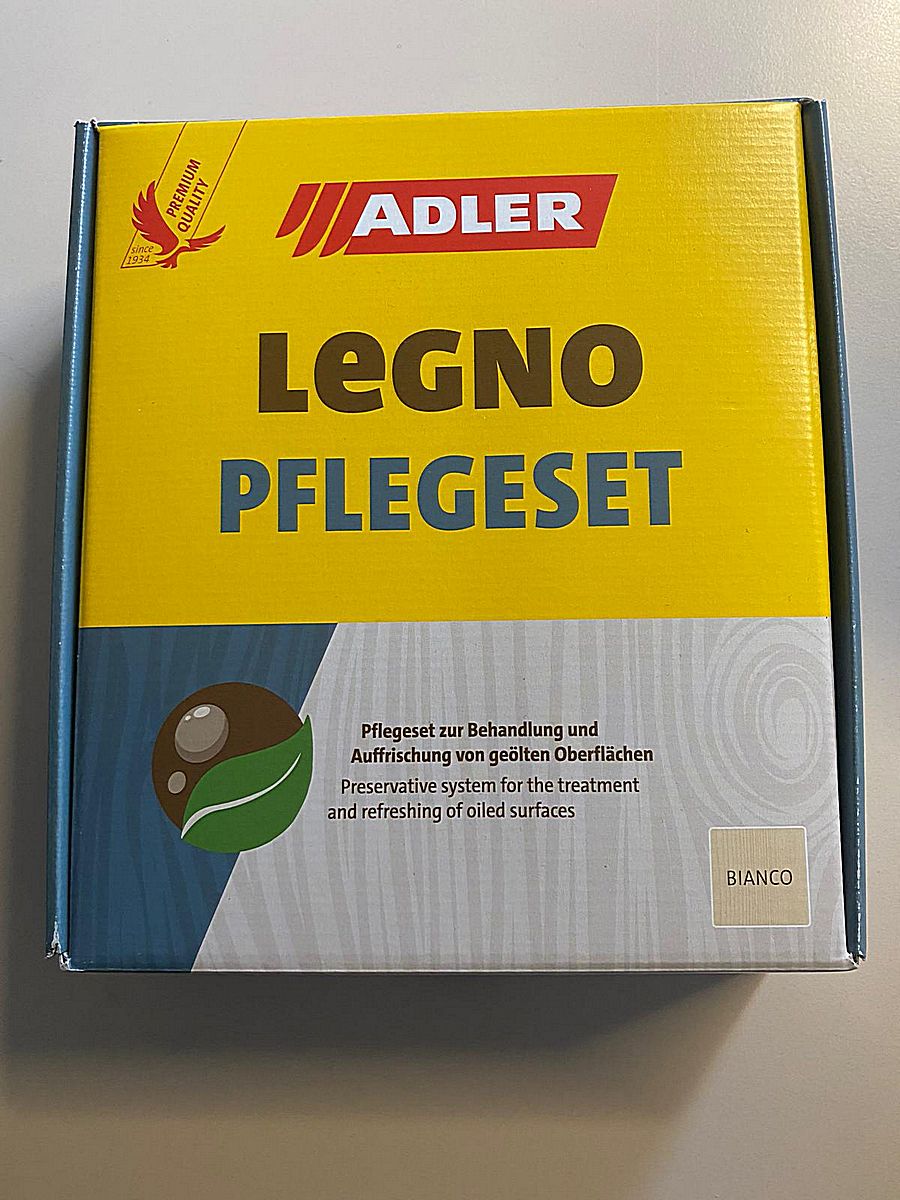 PREMIUM
QUALITY
since
1934
ADLER
LeGNO
PFLEGESET
Pflegeset zur Behandlung und
Auffrischung von geölten Oberflächen
Preservative system for the treatment
and refreshing of oiled surfaces
BIANCO